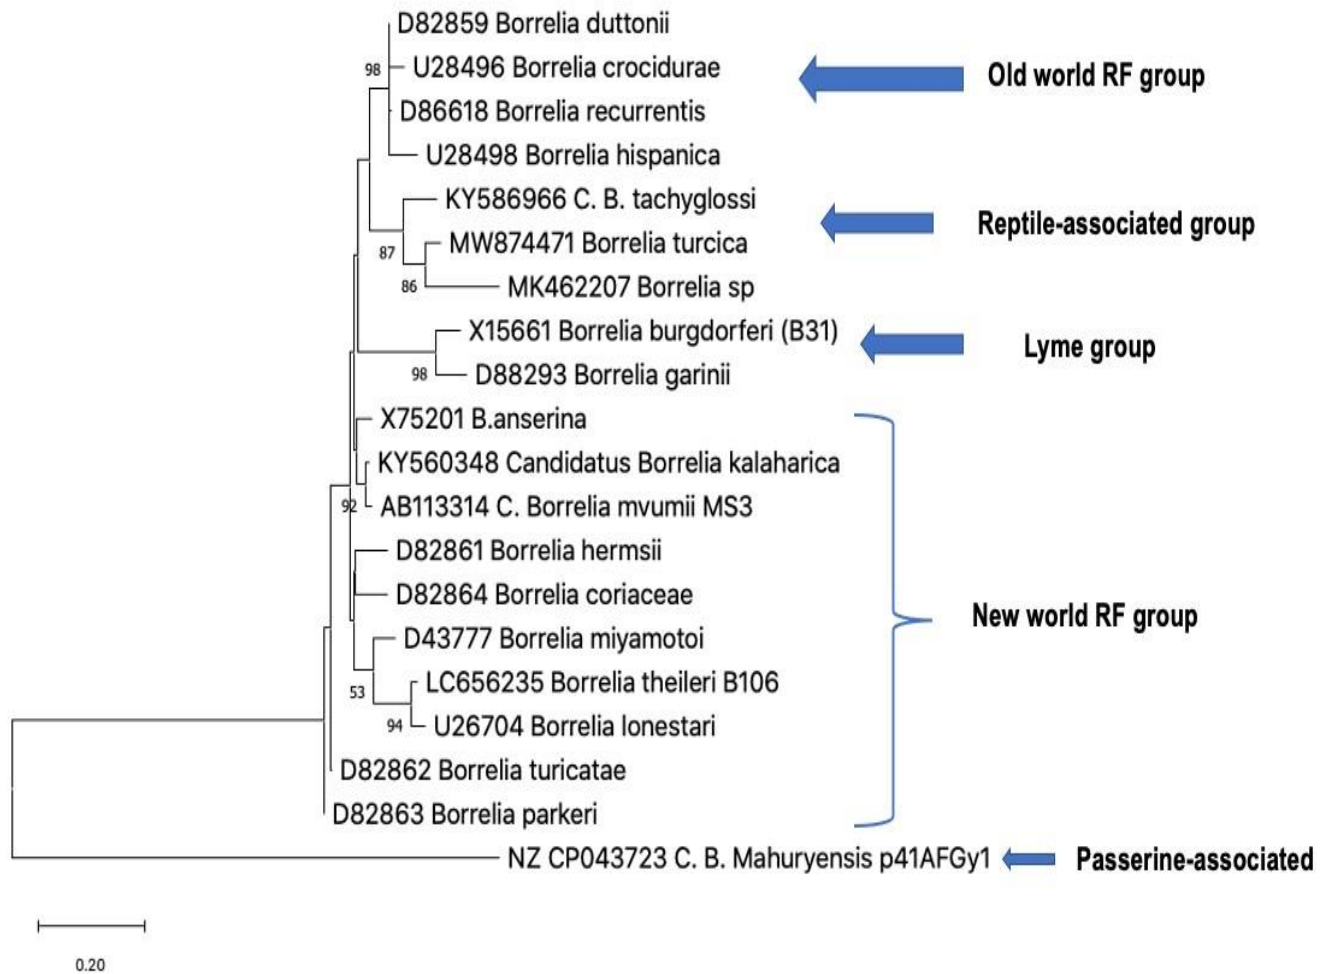 D82859 Borrelia duttonii
98
U28496 Borrelia crocidurae
Old world RF group
D86618 Borrelia recurrentis
U28498 Borrelia hispanica
KY586966 C. B. tachyglossi
Reptile-associated group
MW874471 Borrelia turcica
87
86
MK462207 Borrelia sp
X15661 Borrelia burgdorferi (B31)
Lyme group
98
D88293 Borrelia garinii
X75201 B.anserina
KY560348 Candidatus Borrelia kalaharica
92
AB113314 C. Borrelia mvumii MS3
D82861 Borrelia hermsii
D82864 Borrelia coriaceae
New world RF group
D43777 Borrelia miyamotoi
LC656235 Borrelia theileri B106
53
94
U26704 Borrelia lonestari
D82862 Borrelia turicatae
D82863 Borrelia parkeri
NZ CP043723 C. B. Mahuryensis p41AFGy1
Passerine-associated
0.20